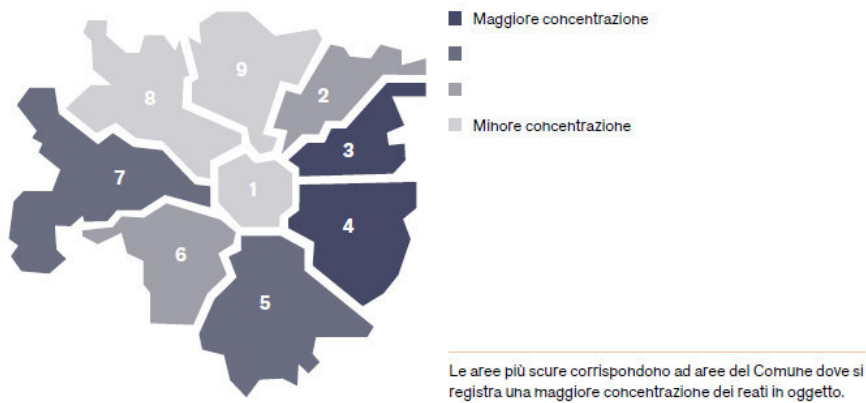 Maggiore concentrazione
Minore concentrazione
9
8
2
3
7
1
4
6
5
Le aree più scure corrispondono ad aree del Comune dove si
registra una maggiore concentrazione dei reati in oggetto.